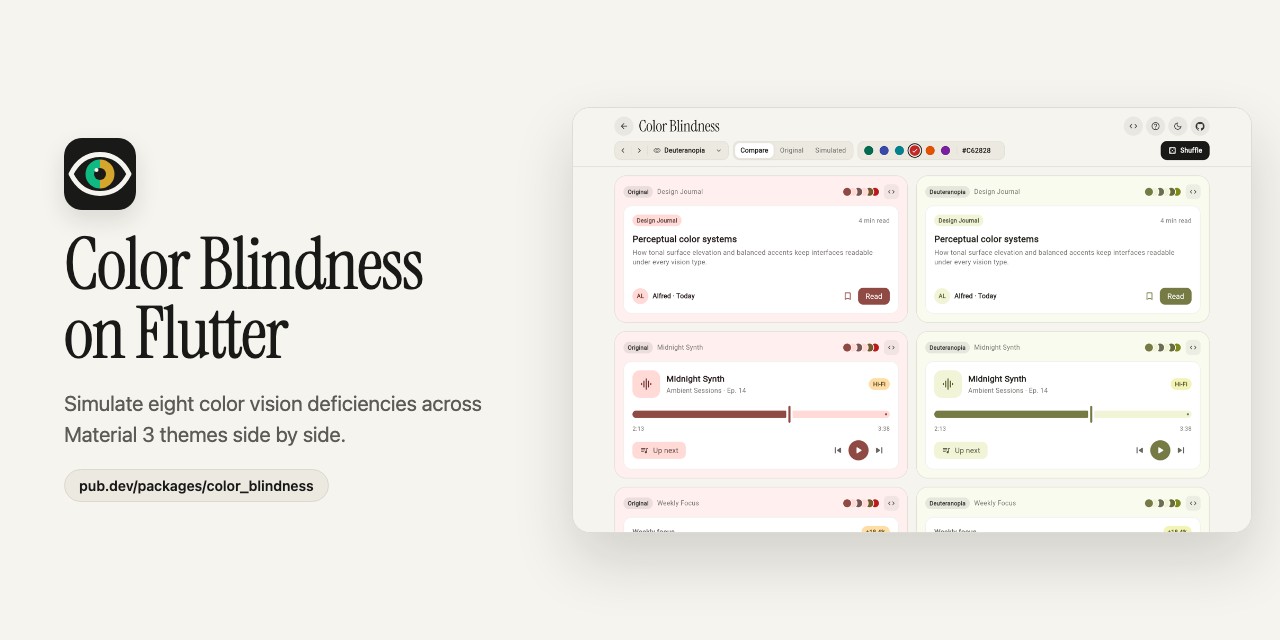 Color Blindness
on Flutter
Simulate eight color vision deficiencies across
Material 3 themes side by side.
pub.dev/packages/color_blindness
Color Blindness
Deuteranopia
Compare Original Simulated
#C62828
Shuffle
Original Design Journal
Design Journal 4 min read
Perceptual color systems
How tonal surface elevation and balanced accents keep interfaces readable
under every vision type.
AL Alfred · Today Read
Deuteranopia Design Journal
Design Journal 4 min read
Perceptual color systems
How tonal surface elevation and balanced accents keep interfaces readable
under every vision type.
AL Alfred · Today Read
Original Midnight Synth
Midnight Synth
Ambient Sessions · Ep. 14
Hi-Fi
2:13 3:38
Up next
Deuteranopia Midnight Synth
Midnight Synth
Ambient Sessions · Ep. 14
Hi-Fi
2:13 3:38
Up next
Original Weekly Focus
Weekly focus
Deuteranopia Weekly Focus
Weekly focus